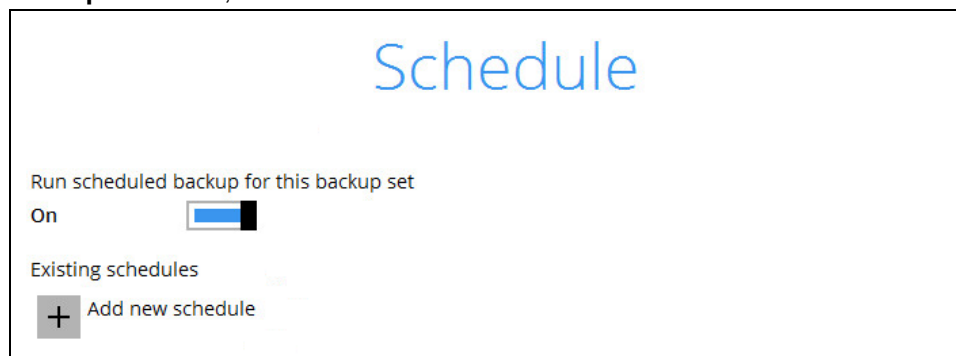 Schedule
Run scheduled backup for this backup set
On
Existing schedules
+ Add new schedule